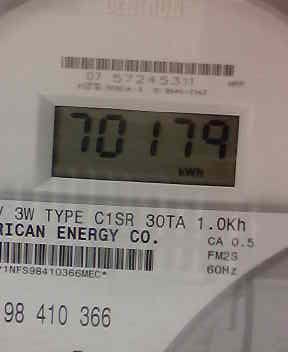 CENTRON
07 57245311
70179
kWh
V 3W TYPE C1SR 30TA 1.0Kh
RICAN ENERGY CO.
CA 0.5
FM2S
60Hz
98 410 366